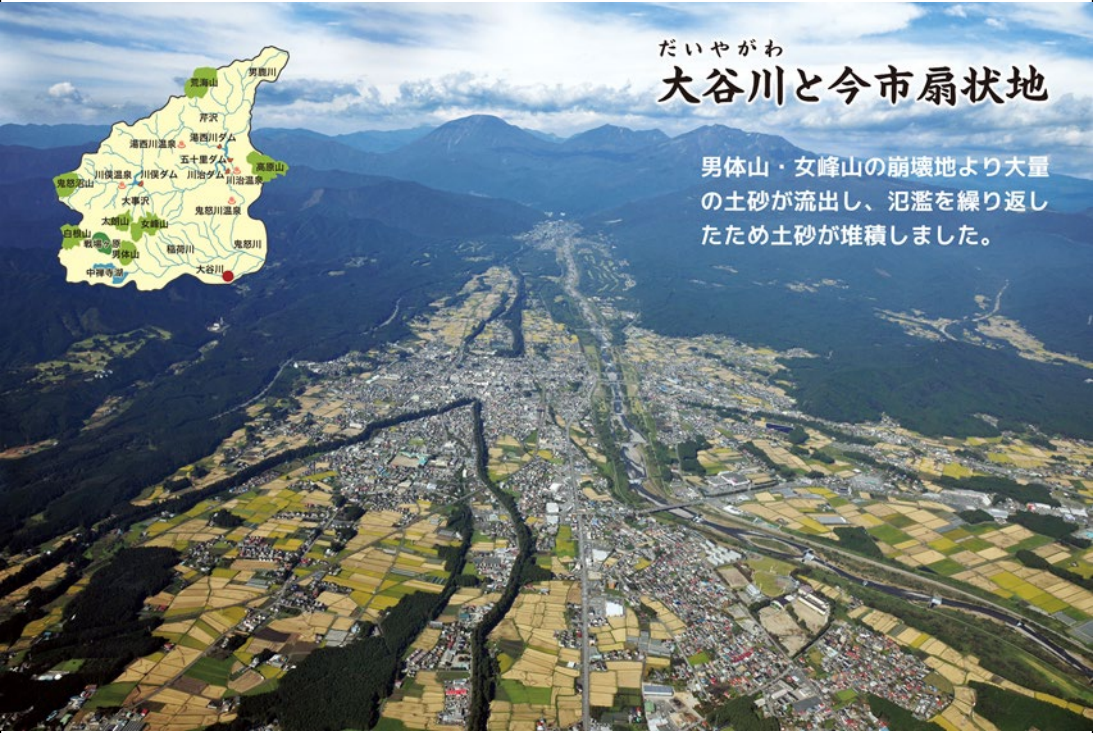 だいやがわ
大谷川と今市扇状地
男体山・女峰山の崩壊地より大量
の土砂が流出し、氾濫を繰り返し
たため土砂が堆積しました。
男鹿川
荒海山
芹沢
湯西川ダム
湯西川温泉
五十里ダム
高原山
川俣温泉
川俣ダム
川治ダム
川治温泉
鬼怒沼山
大事沢
鬼怒川温泉
太朗山
女峰山
白根山
戦場ヶ原
男体山
稲荷川
鬼怒川
中禅寺湖
大谷川